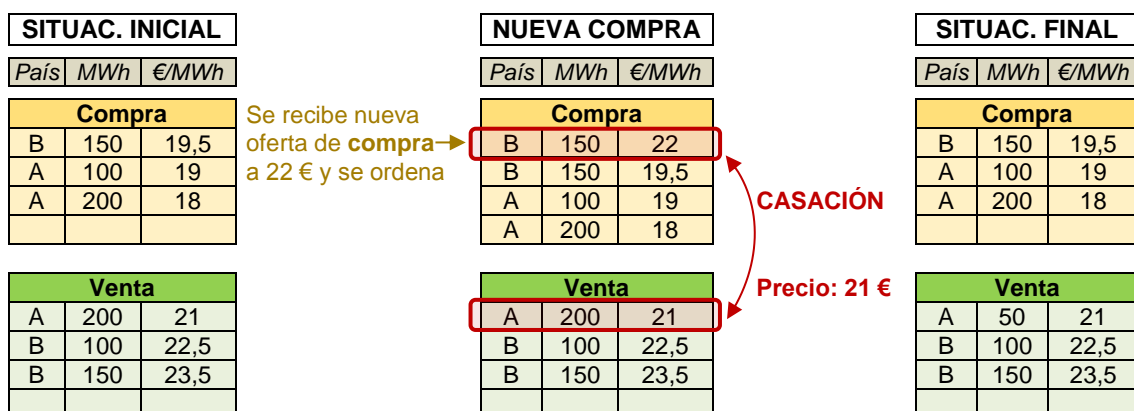 SITUAC. INICIAL
País MWh €/MWh
Compra
B 150 19,5
A 100 19
A 200 18
Venta
A 200 21
B 100 22,5
B 150 23,5
Se recibe nueva
oferta de compra
a 22 € y se ordena
NUEVA COMPRA
País MWh €/MWh
Compra
B 150 22
B 150 19,5
A 100 19
A 200 18
Venta
A 200 21
B 100 22,5
B 150 23,5
CASACIÓN
Precio: 21 €
SITUAC. FINAL
País MWh €/MWh
Compra
B 150 19,5
A 100 19
A 200 18
Venta
A 50 21
B 100 22,5
B 150 23,5